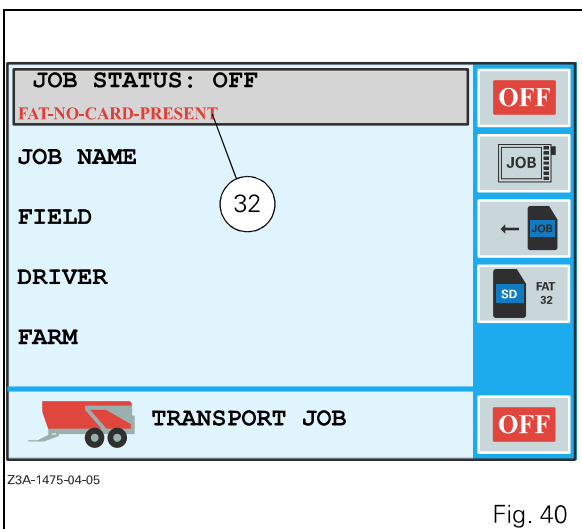 JOB STATUS: OFF
OFF
FAT-NO-CARD-PRESENT
JOB NAME
JOB
32
FIELD
JOB
DRIVER
SD
FAT
32
FARM
TRANSPORT JOB
OFF
Z3A-1475-04-05
Fig. 40